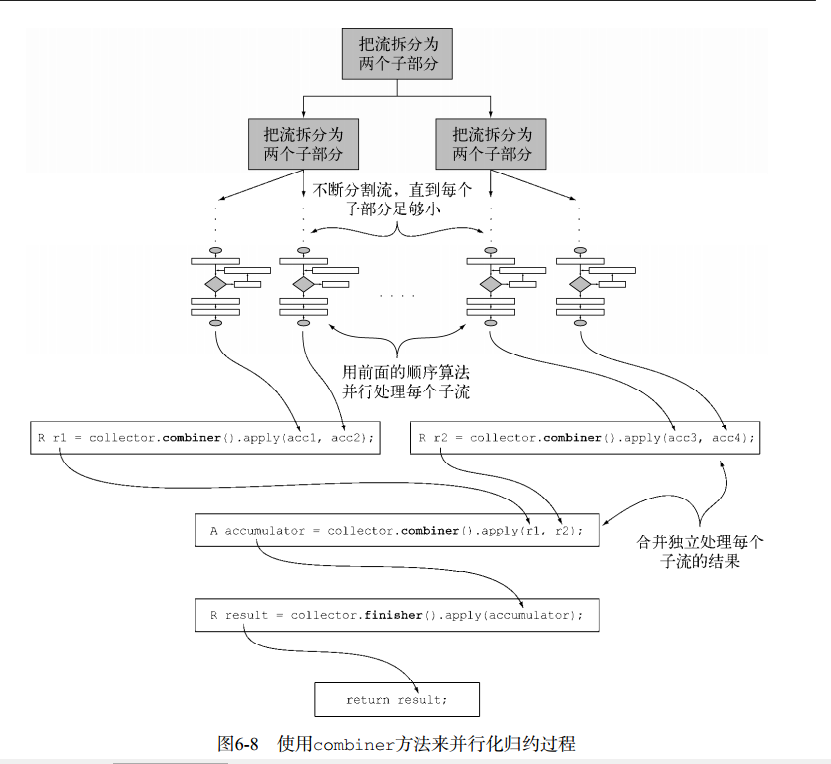 把流拆分为
两个子部分
把流拆分为
两个子部分
把流拆分为
两个子部分
不断分割流，直到每个
子部分足够小
用前面的顺序算法
并行处理每个子流
R r1 = collector.combiner().apply(acc1, acc2);
R r2 = collector.combiner().apply(acc3, acc4);
A accumulator = collector.combiner().apply(r1, r2);
合并独立处理每个
子流的结果
R result = collector.finisher().apply(accumulator);
return result;
图6-8 使用combiner方法来并行化归约过程